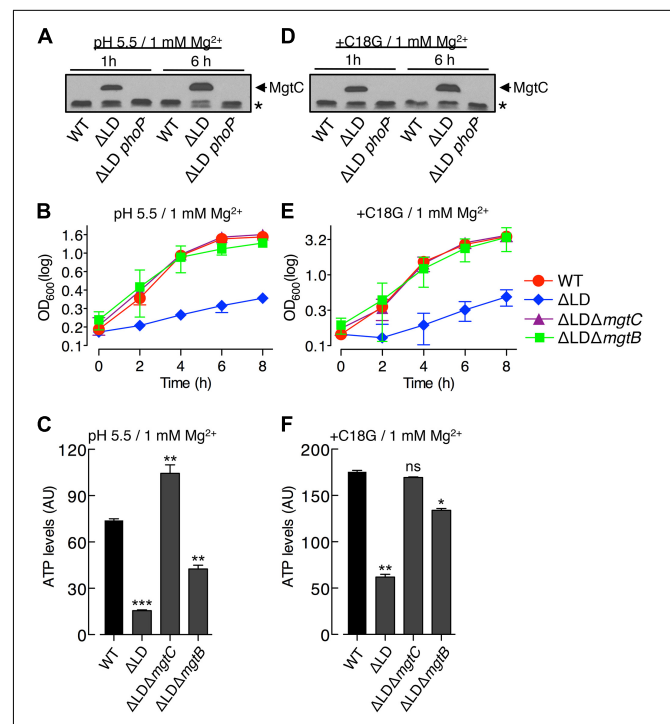 A
pH 5.5 / 1 mM Mg²⁺
1h
6 h
MgtC
*
WT
ΔLD
ΔLD phoP
WT
ΔLD
ΔLD phoP
D
+C18G / 1 mM Mg²⁺
1h
6 h
MgtC
*
WT
ΔLD
ΔLD phoP
WT
ΔLD
ΔLD phoP
B
pH 5.5 / 1 mM Mg²⁺
OD₆₀₀(log)
1.6
1.0
0.6
0.4
0.3
0.2
0.1
0 2 4 6 8
Time (h)
E
+C18G / 1 mM Mg²⁺
OD₆₀₀(log)
3.2
1.0
0.3
0.1
0 2 4 6 8
Time (h)
WT
ΔLD
ΔLDΔmgtC
ΔLDΔmgtB
C
pH 5.5 / 1 mM Mg²⁺
ATP levels (AU)
120
90
60
30
0
***
**
**
WT
ΔLD
ΔLDΔmgtC
ΔLDΔmgtB
F
+C18G / 1 mM Mg²⁺
ATP levels (AU)
200
150
100
50
0
**
ns
*
WT
ΔLD
ΔLDΔmgtC
ΔLDΔmgtB